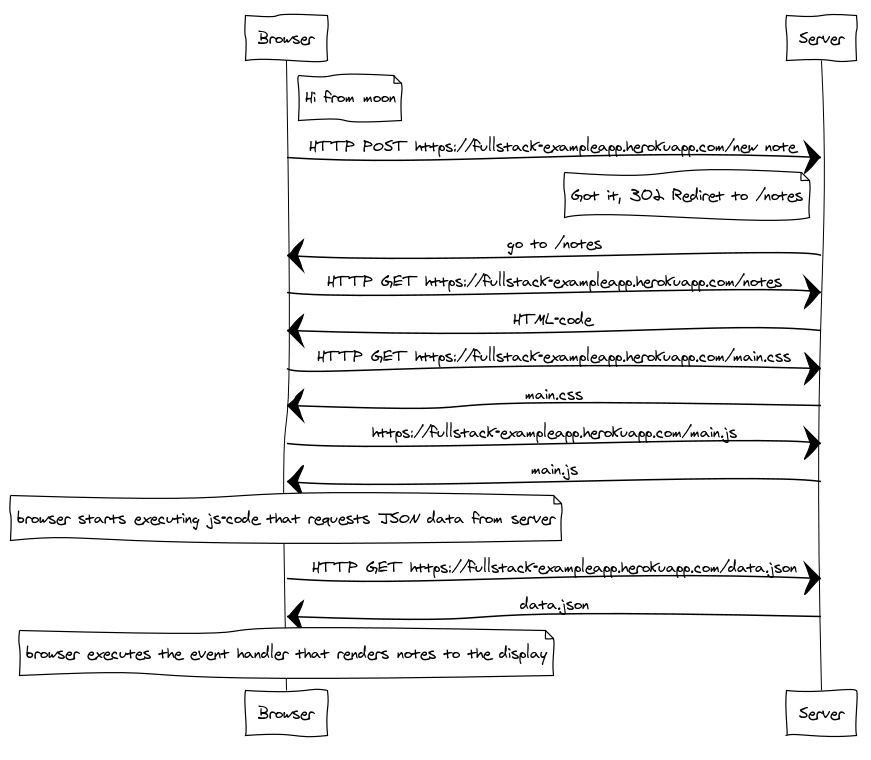 Browser
Server
Hi from moon
HTTP POST https://fullstack-exampleapp.herokuapp.com/new note
Got it, 302 Rediret to /notes
go to /notes
HTTP GET https://fullstack-exampleapp.herokuapp.com/notes
HTML-code
HTTP GET https://fullstack-exampleapp.herokuapp.com/main.css
main.css
https://fullstack-exampleapp.herokuapp.com/main.js
main.js
browser starts executing js-code that requests JSON data from server
HTTP GET https://fullstack-exampleapp.herokuapp.com/data.json
data.json
browser executes the event handler that renders notes to the display
Browser
Server